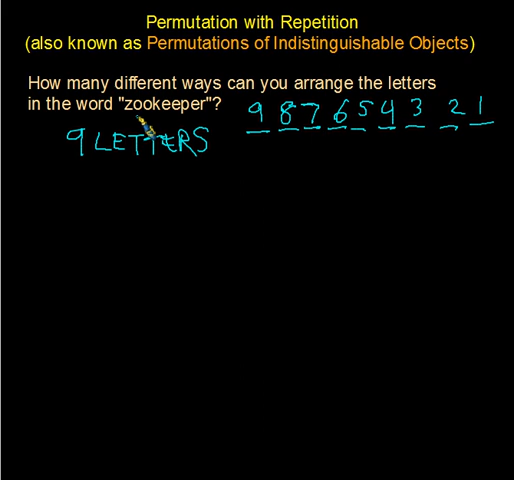 Permutation with Repetition
(also known as Permutations of Indistinguishable Objects)
How many different ways can you arrange the letters
in the word "zookeeper"?
9 8 7 6 5 4 3 2 1
9 LETTERS